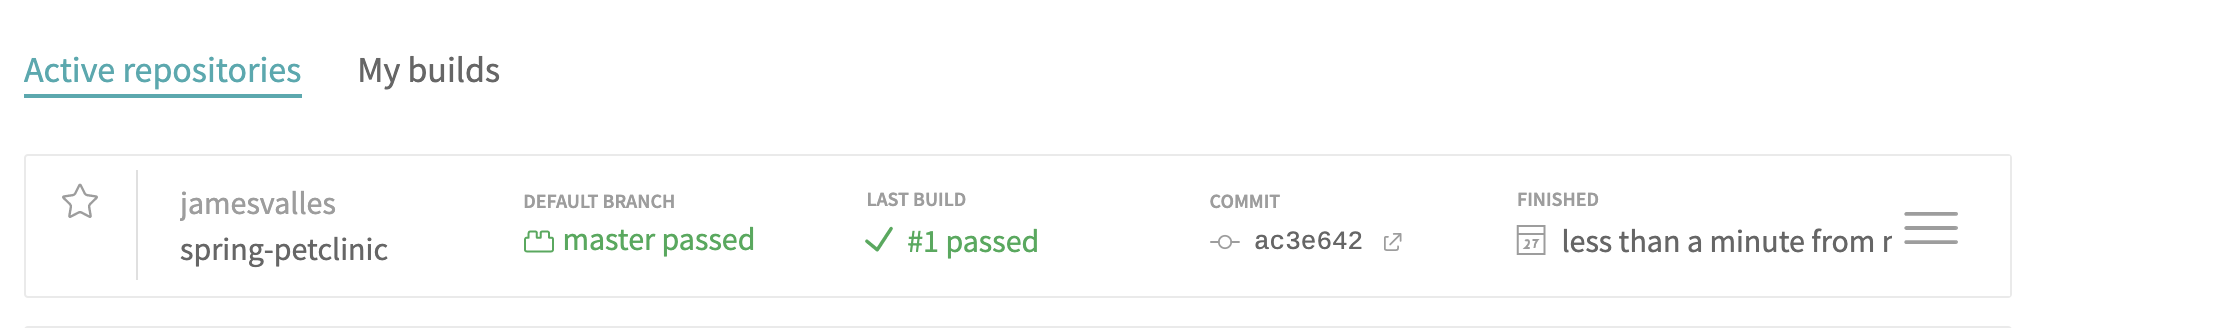 Active repositories My builds
jamesvalles
spring-petclinic
DEFAULT BRANCH
master passed
LAST BUILD
#1 passed
COMMIT
ac3e642
FINISHED
27 less than a minute from r